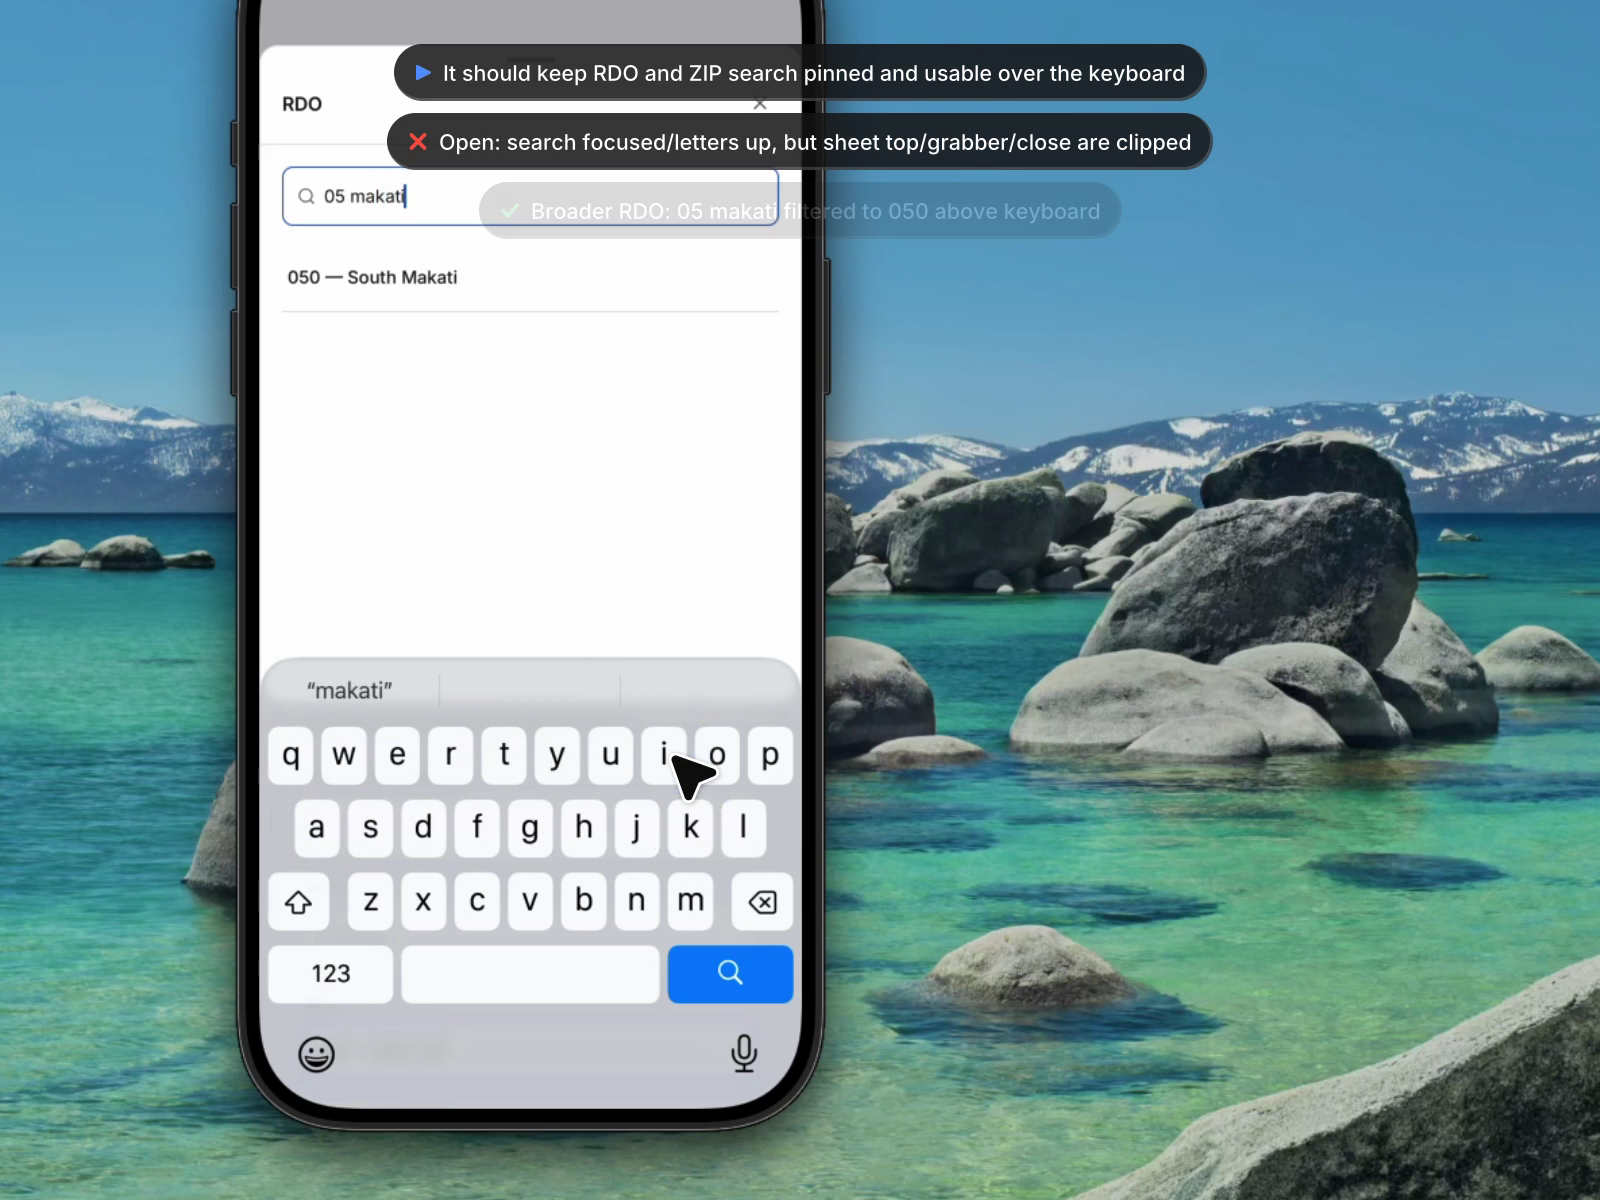 It should keep RDO and ZIP search pinned and usable over the keyboard
RDO
Open: search focused/letters up, but sheet top/grabber/close are clipped
05 makati
Broader RDO: 05 makati filtered to 050 above keyboard
050 — South Makati
“makati”
q w e r t y u i o p
a s d f g h j k l
z x c v b n m
123